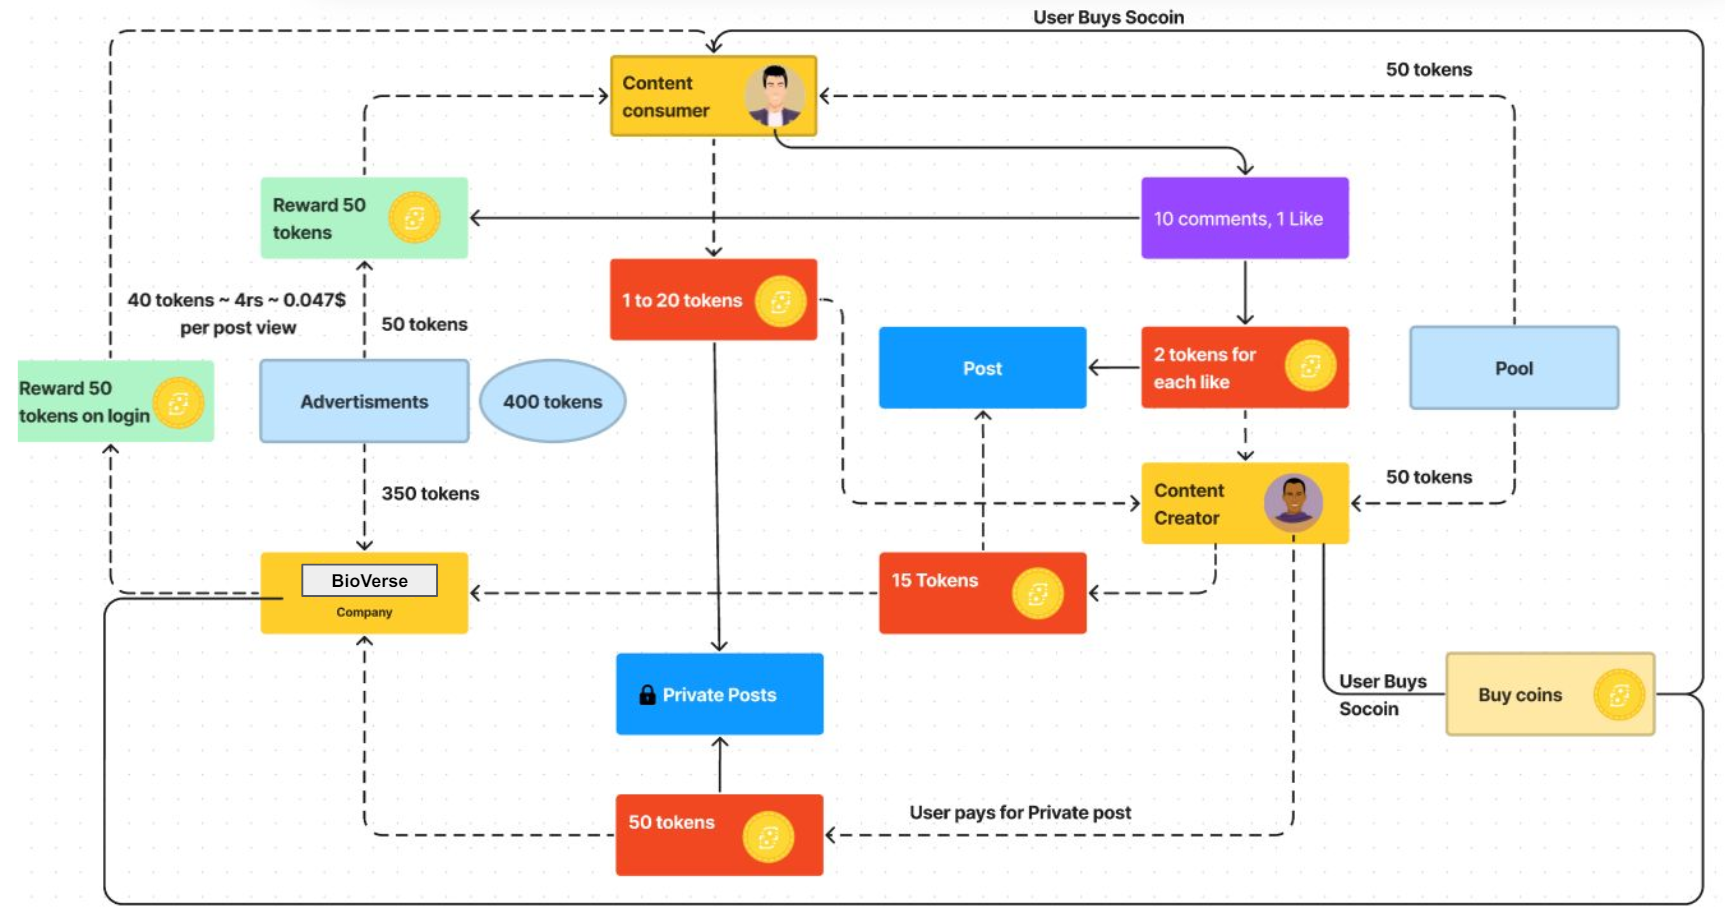 User Buys Socoin
Content
consumer
50 tokens
Reward 50
tokens
10 comments, 1 Like
40 tokens ~ 4rs ~ 0.047$
per post view
50 tokens
1 to 20 tokens
Post
2 tokens for
each like
Pool
Reward 50
tokens on login
Advertisments
400 tokens
350 tokens
Content
Creator
50 tokens
BioVerse
Company
15 Tokens
Private Posts
User Buys
Socoin
Buy coins
50 tokens
User pays for Private post